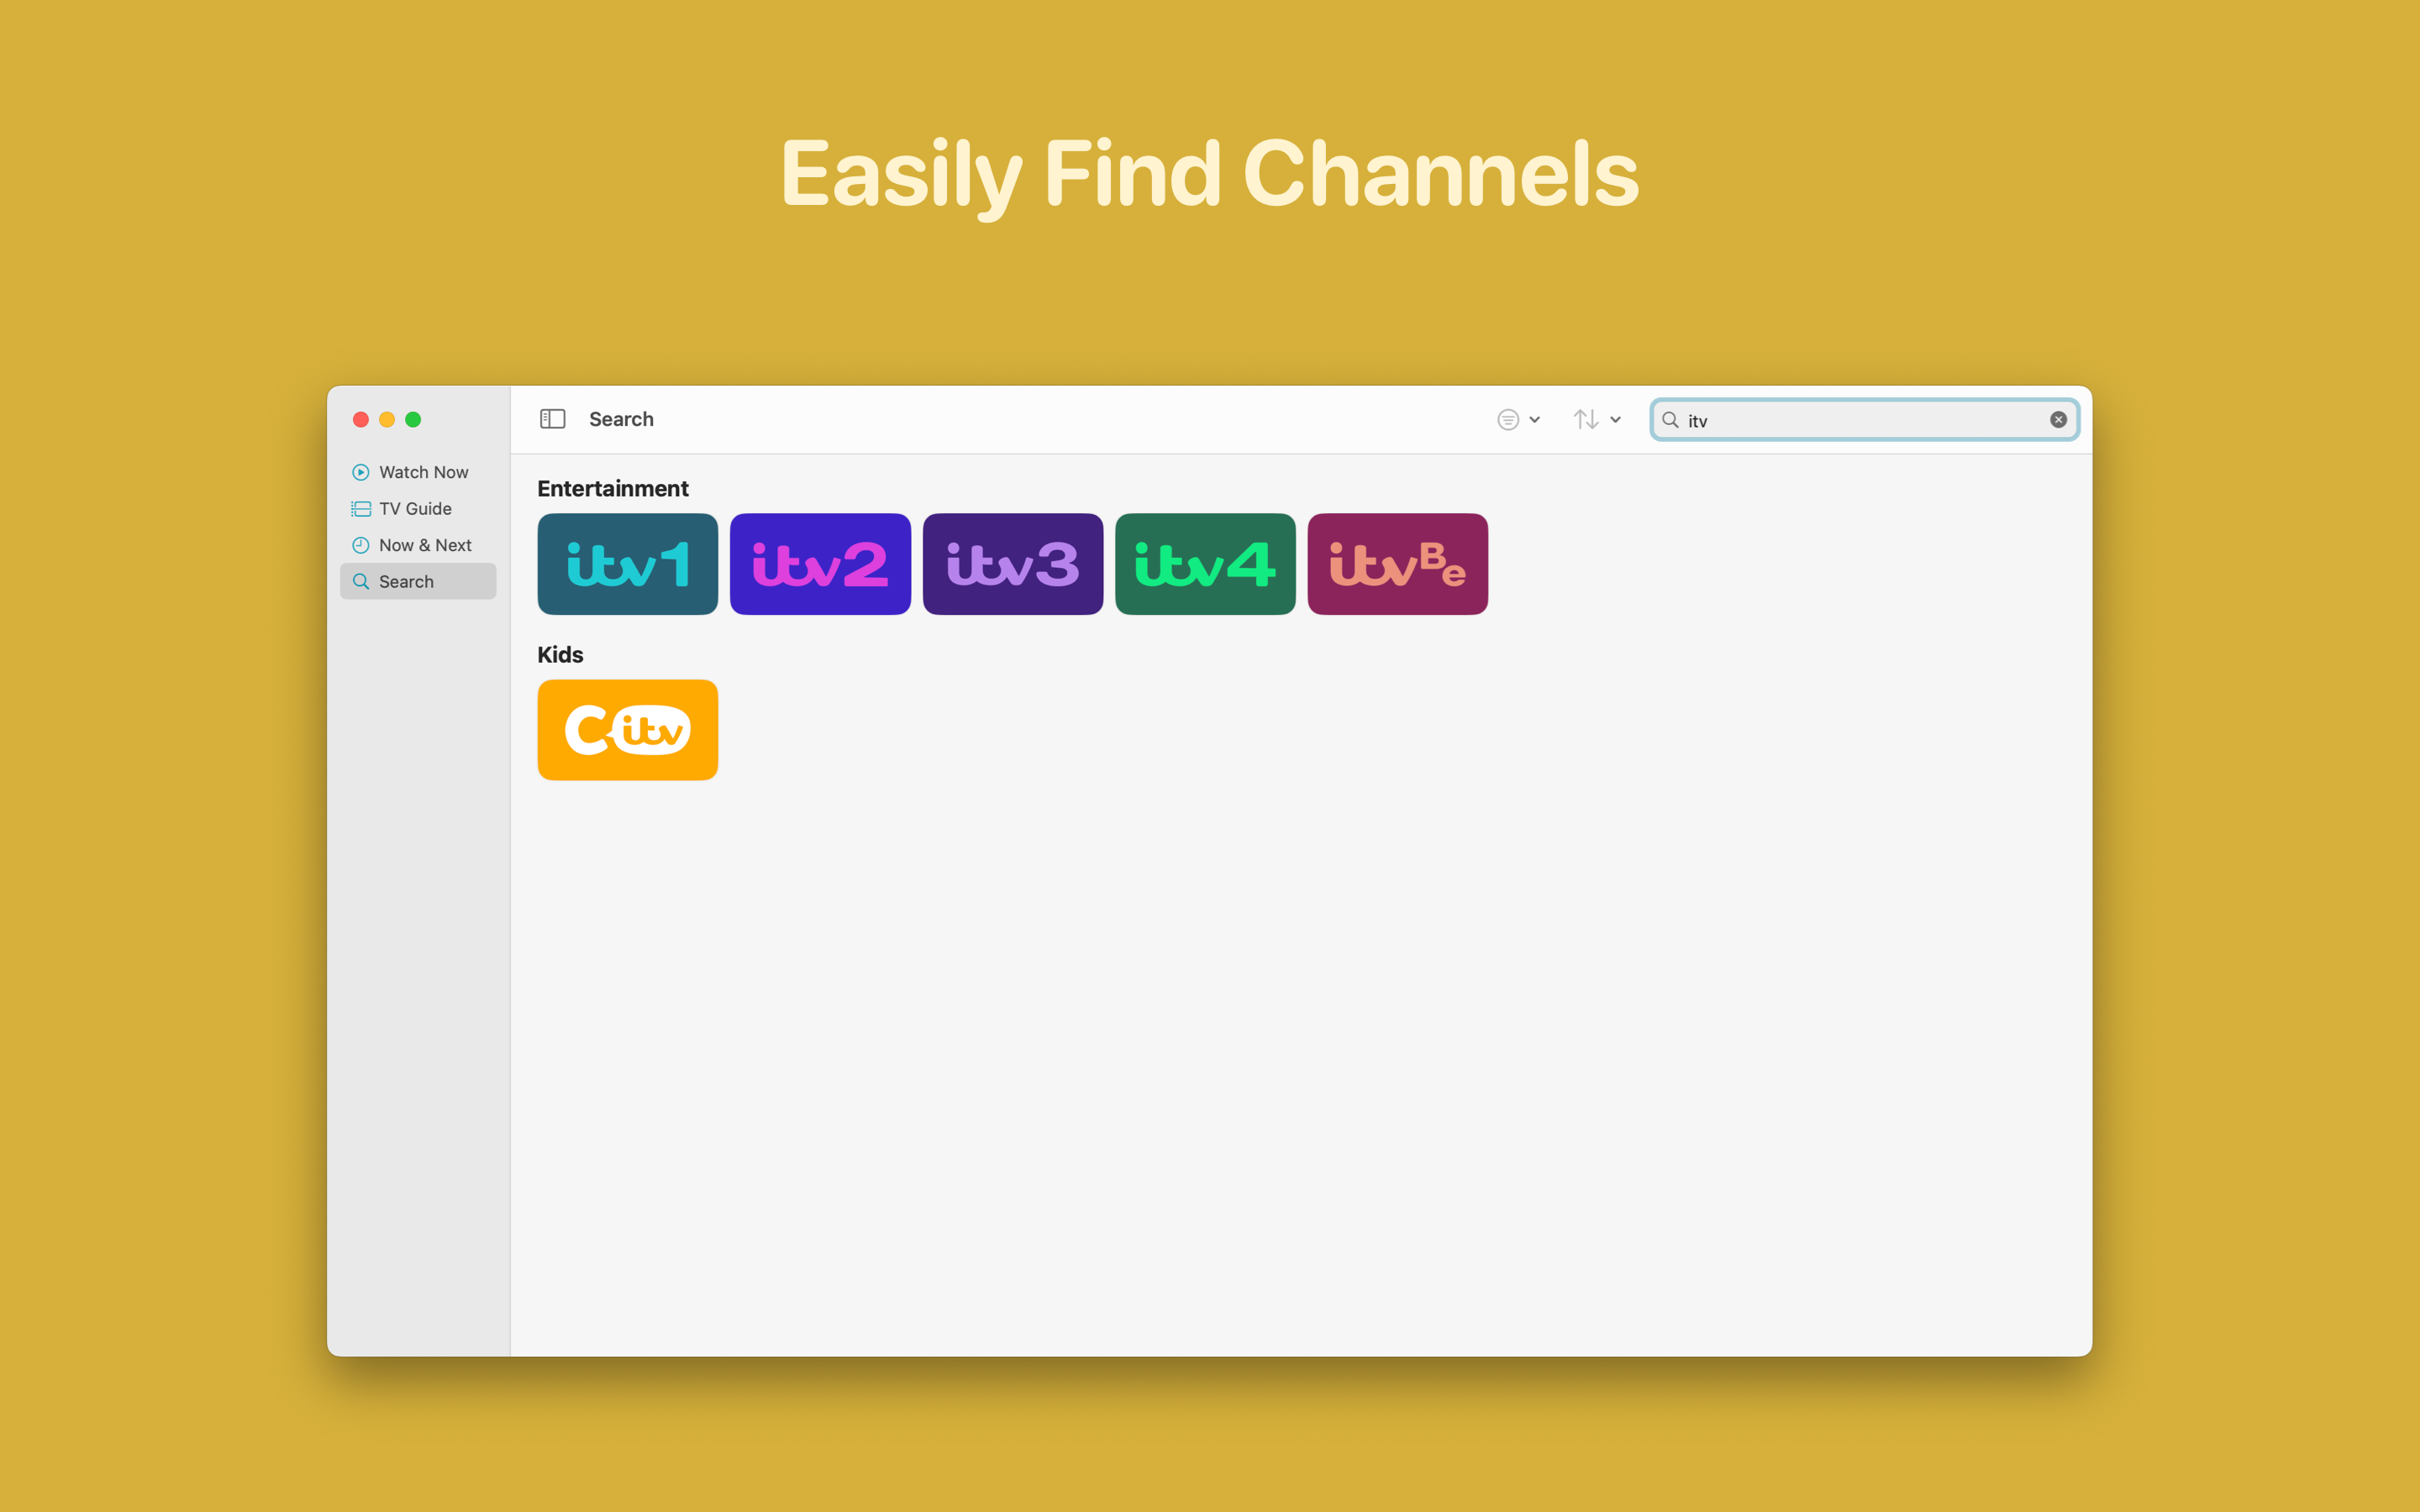 Easily Find Channels
Search
itv
Watch Now
TV Guide
Now & Next
Search
Entertainment
itv1
itv2
itv3
itv4
itvBe
Kids
Citv